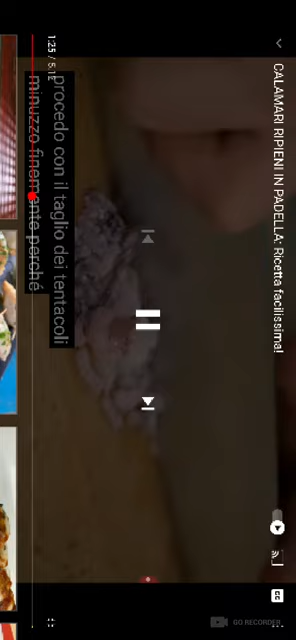 CALAMARI RIPIENI IN PADELLA: Ricetta facilissima!
CC
procedo con il taglio dei tentacoli
minuzzo finemente perché
1:25 / 5:12
GO RECORDER